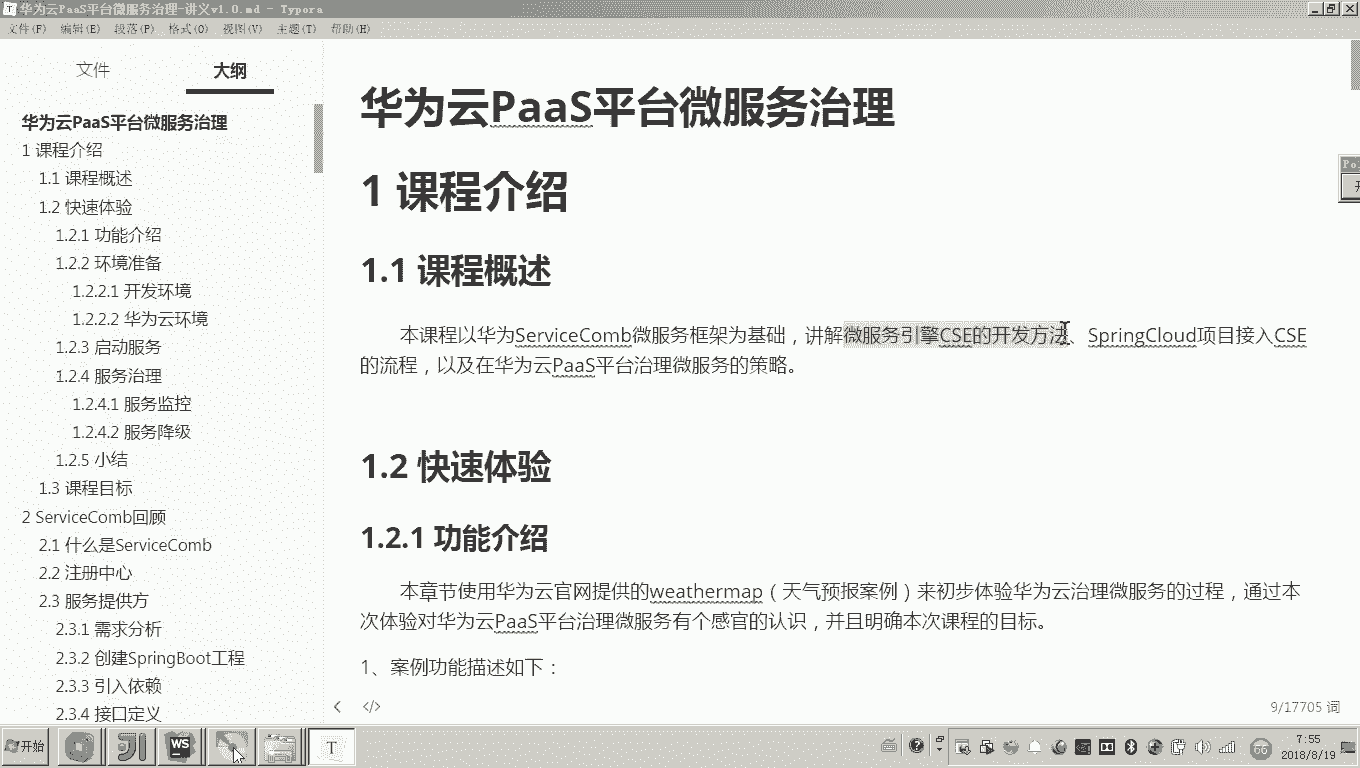 华为云PaaS平台微服务治理-讲义v1.0.md - Typora
文件(F) 编辑(E) 段落(P) 格式(O) 视图(V) 主题(T) 帮助(H)
文件 大纲
华为云PaaS平台微服务治理
1 课程介绍
1.1 课程概述
1.2 快速体验
1.2.1 功能介绍
1.2.2 环境准备
1.2.2.1 开发环境
1.2.2.2 华为云环境
1.2.3 启动服务
1.2.4 服务治理
1.2.4.1 服务监控
1.2.4.2 服务降级
1.2.5 小结
1.3 课程目标
2 ServiceComb回顾
2.1 什么是ServiceComb
2.2 注册中心
2.3 服务提供方
2.3.1 需求分析
2.3.2 创建SpringBoot工程
2.3.3 引入依赖
2.3.4 接口定义
华为云PaaS平台微服务治理
1 课程介绍
1.1 课程概述
本课程以华为ServiceComb微服务框架为基础，讲解微服务引擎CSE的开发方法、SpringCloud项目接入CSE
的流程，以及在华为云PaaS平台治理微服务的策略。
1.2 快速体验
1.2.1 功能介绍
本章节使用华为云官网提供的weathermap（天气预报案例）来初步体验华为云治理微服务的过程，通过本
次体验对华为云PaaS平台治理微服务有个感官的认识，并且明确本次课程的目标。
1、案例功能描述如下：
9/17705 词
开始
WS
T
66
7:55
2018/8/19